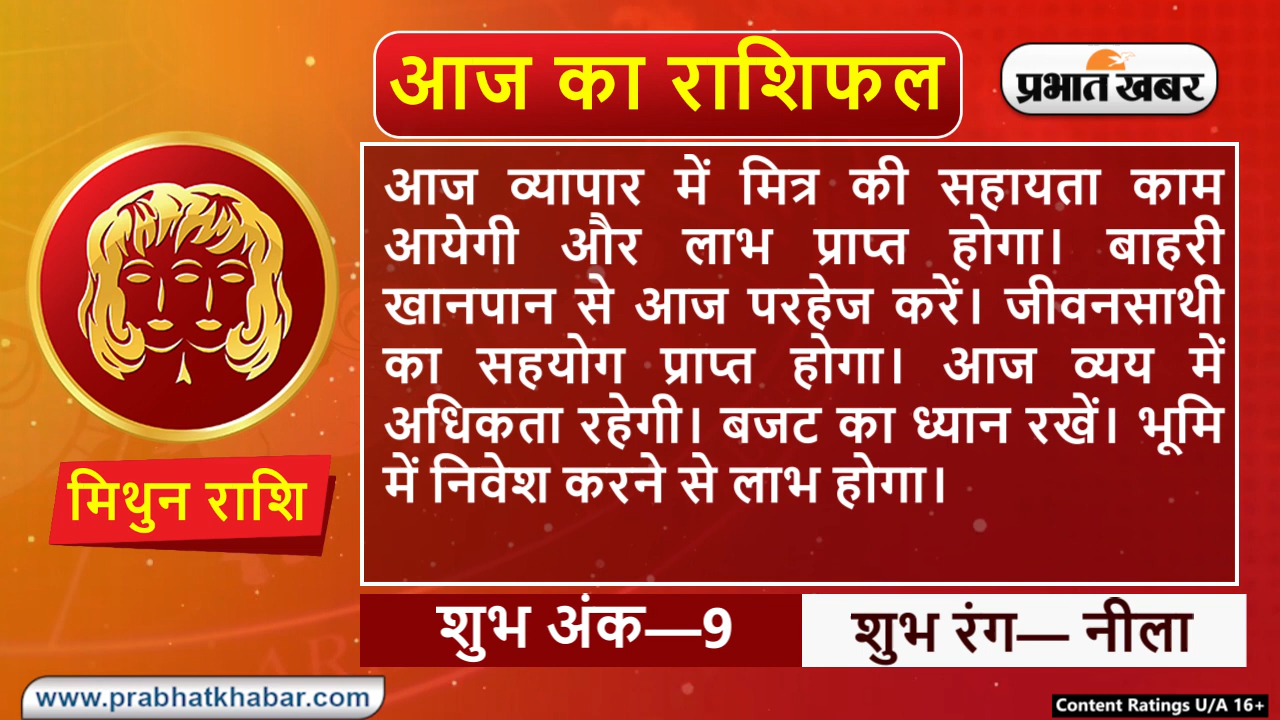 आज का राशिफल
प्रभात खबर
आज व्यापार में मित्र की सहायता काम
आयेगी और लाभ प्राप्त होगा। बाहरी
खानपान से आज परहेज करें। जीवनसाथी
का सहयोग प्राप्त होगा। आज व्यय में
अधिकता रहेगी। बजट का ध्यान रखें। भूमि
में निवेश करने से लाभ होगा।
मिथुन राशि
शुभ अंक—9
शुभ रंग— नीला
www.prabhatkhabar.com
Content Ratings U/A 16+